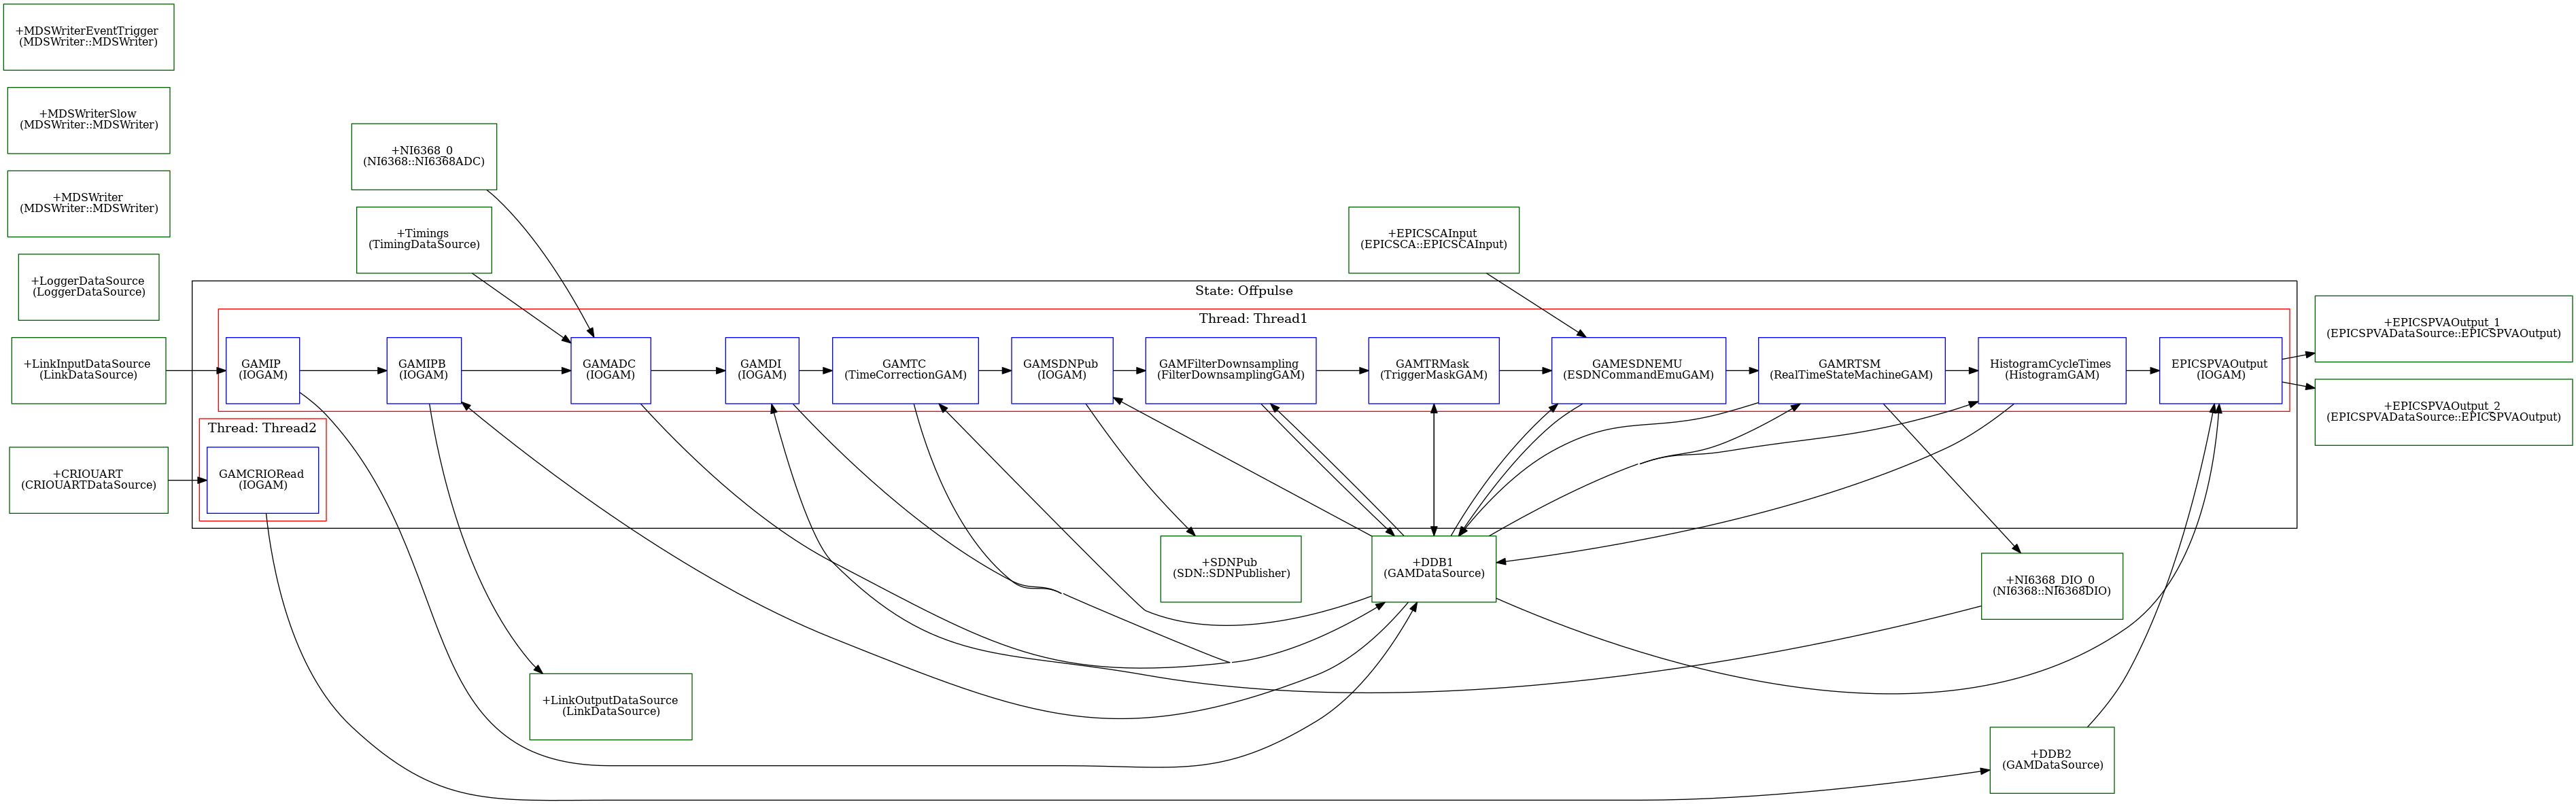 +MDSWriterEventTrigger
(MDSWriter::MDSWriter)
+MDSWriterSlow
(MDSWriter::MDSWriter)
+NI6368_0
(NI6368::NI6368ADC)
+MDSWriter
(MDSWriter::MDSWriter)
+Timings
(TimingDataSource)
+EPICSCAInput
(EPICSCA::EPICSCAInput)
+LoggerDataSource
(LoggerDataSource)
State: Offpulse
Thread: Thread1
+LinkInputDataSource
(LinkDataSource)
GAMIP
(IOGAM)
GAMIPB
(IOGAM)
GAMADC
(IOGAM)
GAMDI
(IOGAM)
GAMTC
(TimeCorrectionGAM)
GAMSDNPub
(IOGAM)
GAMFilterDownsampling
(FilterDownsamplingGAM)
GAMTRMask
(TriggerMaskGAM)
GAMESDNEMU
(ESDNCommandEmuGAM)
GAMRTSM
(RealTimeStateMachineGAM)
HistogramCycleTimes
(HistogramGAM)
EPICSPVAOutput
(IOGAM)
+EPICSPVAOutput_1
(EPICSPVADataSource::EPICSPVAOutput)
+EPICSPVAOutput_2
(EPICSPVADataSource::EPICSPVAOutput)
Thread: Thread2
+CRIOUART
(CRIOUARTDataSource)
GAMCRIORead
(IOGAM)
+SDNPub
(SDN::SDNPublisher)
+DDB1
(GAMDataSource)
+NI6368_DIO_0
(NI6368::NI6368DIO)
+LinkOutputDataSource
(LinkDataSource)
+DDB2
(GAMDataSource)